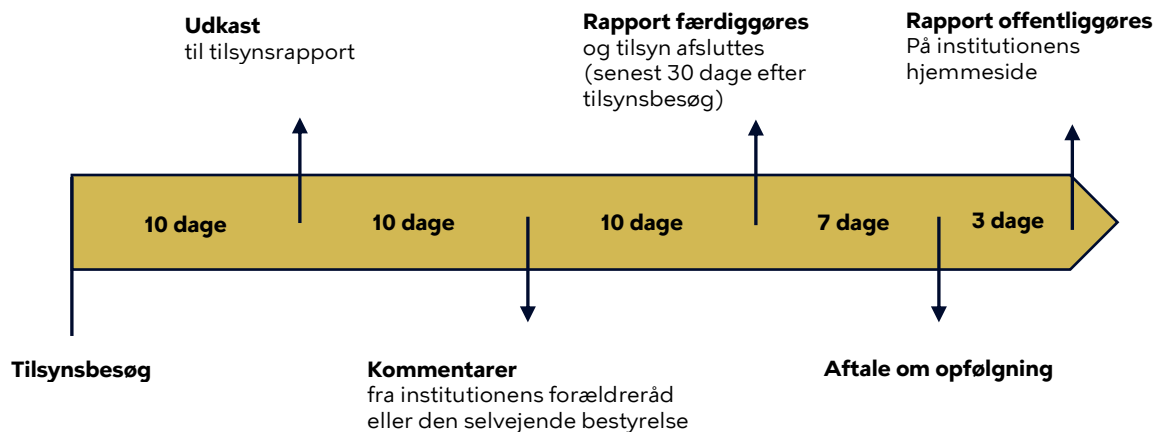 Udkast
til tilsynsrapport
Rapport færdiggøres
og tilsyn afsluttes
(senest 30 dage efter
tilsynsbesøg)
Rapport offentliggøres
På institutionens
hjemmeside
10 dage
10 dage
10 dage
7 dage
3 dage
Tilsynsbesøg
Kommentarer
fra institutionens forældreråd
eller den selvejende bestyrelse
Aftale om opfølgning